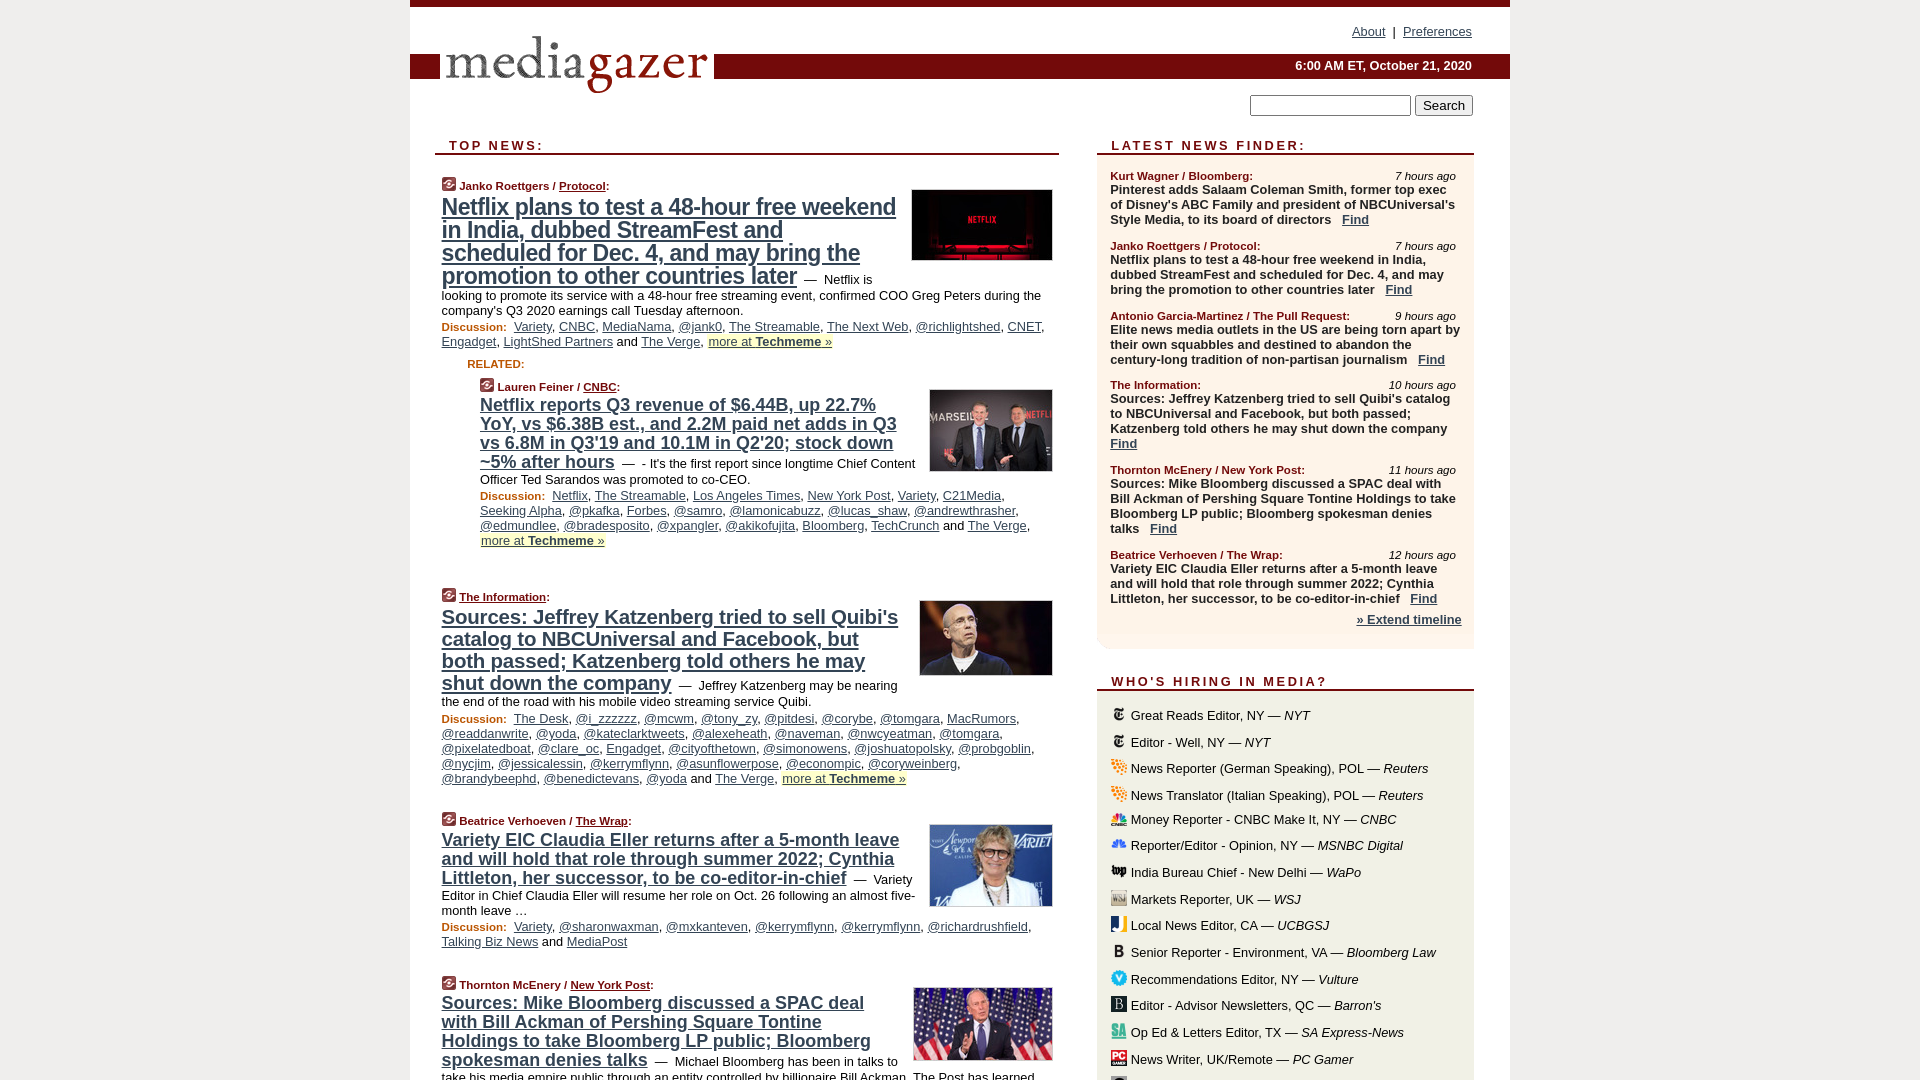 About | Preferences
mediagazer
6:00 AM ET, October 21, 2020
Search
TOP NEWS:
Janko Roettgers / Protocol:
Netflix plans to test a 48-hour free weekend
in India, dubbed StreamFest and
scheduled for Dec. 4, and may bring the
promotion to other countries later — Netflix is
looking to promote its service with a 48-hour free streaming event, confirmed COO Greg Peters during the
company's Q3 2020 earnings call Tuesday afternoon.
Discussion: Variety, CNBC, MediaNama, @jank0, The Streamable, The Next Web, @richlightshed, CNET,
Engadget, LightShed Partners and The Verge, more at Techmeme »
NETFLIX
RELATED:
Lauren Feiner / CNBC:
Netflix reports Q3 revenue of $6.44B, up 22.7%
YoY, vs $6.38B est., and 2.2M paid net adds in Q3
vs 6.8M in Q3'19 and 10.1M in Q2'20; stock down
~5% after hours — - It's the first report since longtime Chief Content
Officer Ted Sarandos was promoted to co-CEO.
Discussion: Netflix, The Streamable, Los Angeles Times, New York Post, Variety, C21Media,
Seeking Alpha, @pkafka, Forbes, @samro, @lamonicabuzz, @lucas_shaw, @andrewthrasher,
@edmundlee, @bradesposito, @xpangler, @akikofujita, Bloomberg, TechCrunch and The Verge,
more at Techmeme »
The Information:
Sources: Jeffrey Katzenberg tried to sell Quibi's
catalog to NBCUniversal and Facebook, but
both passed; Katzenberg told others he may
shut down the company — Jeffrey Katzenberg may be nearing
the end of the road with his mobile video streaming service Quibi.
Discussion: The Desk, @i_zzzzzz, @mcwm, @tony_zy, @pitdesi, @corybe, @tomgara, MacRumors,
@readdanwrite, @yoda, @kateclarktweets, @alexeheath, @naveman, @nwcyeatman, @tomgara,
@pixelatedboat, @clare_oc, Engadget, @cityofthetown, @simonowens, @joshuatopolsky, @probgoblin,
@nycjim, @jessicalessin, @kerrymflynn, @asunflowerpose, @econompic, @coryweinberg,
@brandybeephd, @benedictevans, @yoda and The Verge, more at Techmeme »
Beatrice Verhoeven / The Wrap:
Variety EIC Claudia Eller returns after a 5-month leave
and will hold that role through summer 2022; Cynthia
Littleton, her successor, to be co-editor-in-chief — Variety
Editor in Chief Claudia Eller will resume her role on Oct. 26 following an almost five-
month leave …
Discussion: Variety, @sharonwaxman, @mxkanteven, @kerrymflynn, @kerrymflynn, @richardrushfield,
Talking Biz News and MediaPost
Thornton McEnery / New York Post:
Sources: Mike Bloomberg discussed a SPAC deal
with Bill Ackman of Pershing Square Tontine
Holdings to take Bloomberg LP public; Bloomberg
spokesman denies talks — Michael Bloomberg has been in talks to
take his media empire public through an entity controlled by billionaire Bill Ackman, The Post has learned.
LATEST NEWS FINDER:
Kurt Wagner / Bloomberg: 7 hours ago
Pinterest adds Salaam Coleman Smith, former top exec
of Disney's ABC Family and president of NBCUniversal's
Style Media, to its board of directors Find
Janko Roettgers / Protocol: 7 hours ago
Netflix plans to test a 48-hour free weekend in India,
dubbed StreamFest and scheduled for Dec. 4, and may
bring the promotion to other countries later Find
Antonio Garcia-Martinez / The Pull Request: 9 hours ago
Elite news media outlets in the US are being torn apart by
their own squabbles and destined to abandon the
century-long tradition of non-partisan journalism Find
The Information: 10 hours ago
Sources: Jeffrey Katzenberg tried to sell Quibi's catalog
to NBCUniversal and Facebook, but both passed;
Katzenberg told others he may shut down the company
Find
Thornton McEnery / New York Post: 11 hours ago
Sources: Mike Bloomberg discussed a SPAC deal with
Bill Ackman of Pershing Square Tontine Holdings to take
Bloomberg LP public; Bloomberg spokesman denies
talks Find
Beatrice Verhoeven / The Wrap: 12 hours ago
Variety EIC Claudia Eller returns after a 5-month leave
and will hold that role through summer 2022; Cynthia
Littleton, her successor, to be co-editor-in-chief Find
» Extend timeline
WHO'S HIRING IN MEDIA?
Great Reads Editor, NY — NYT
Editor - Well, NY — NYT
News Reporter (German Speaking), POL — Reuters
News Translator (Italian Speaking), POL — Reuters
Money Reporter - CNBC Make It, NY — CNBC
Reporter/Editor - Opinion, NY — MSNBC Digital
India Bureau Chief - New Delhi — WaPo
Markets Reporter, UK — WSJ
Local News Editor, CA — UCBGSJ
Senior Reporter - Environment, VA — Bloomberg Law
Recommendations Editor, NY — Vulture
Editor - Advisor Newsletters, QC — Barron's
Op Ed & Letters Editor, TX — SA Express-News
News Writer, UK/Remote — PC Gamer